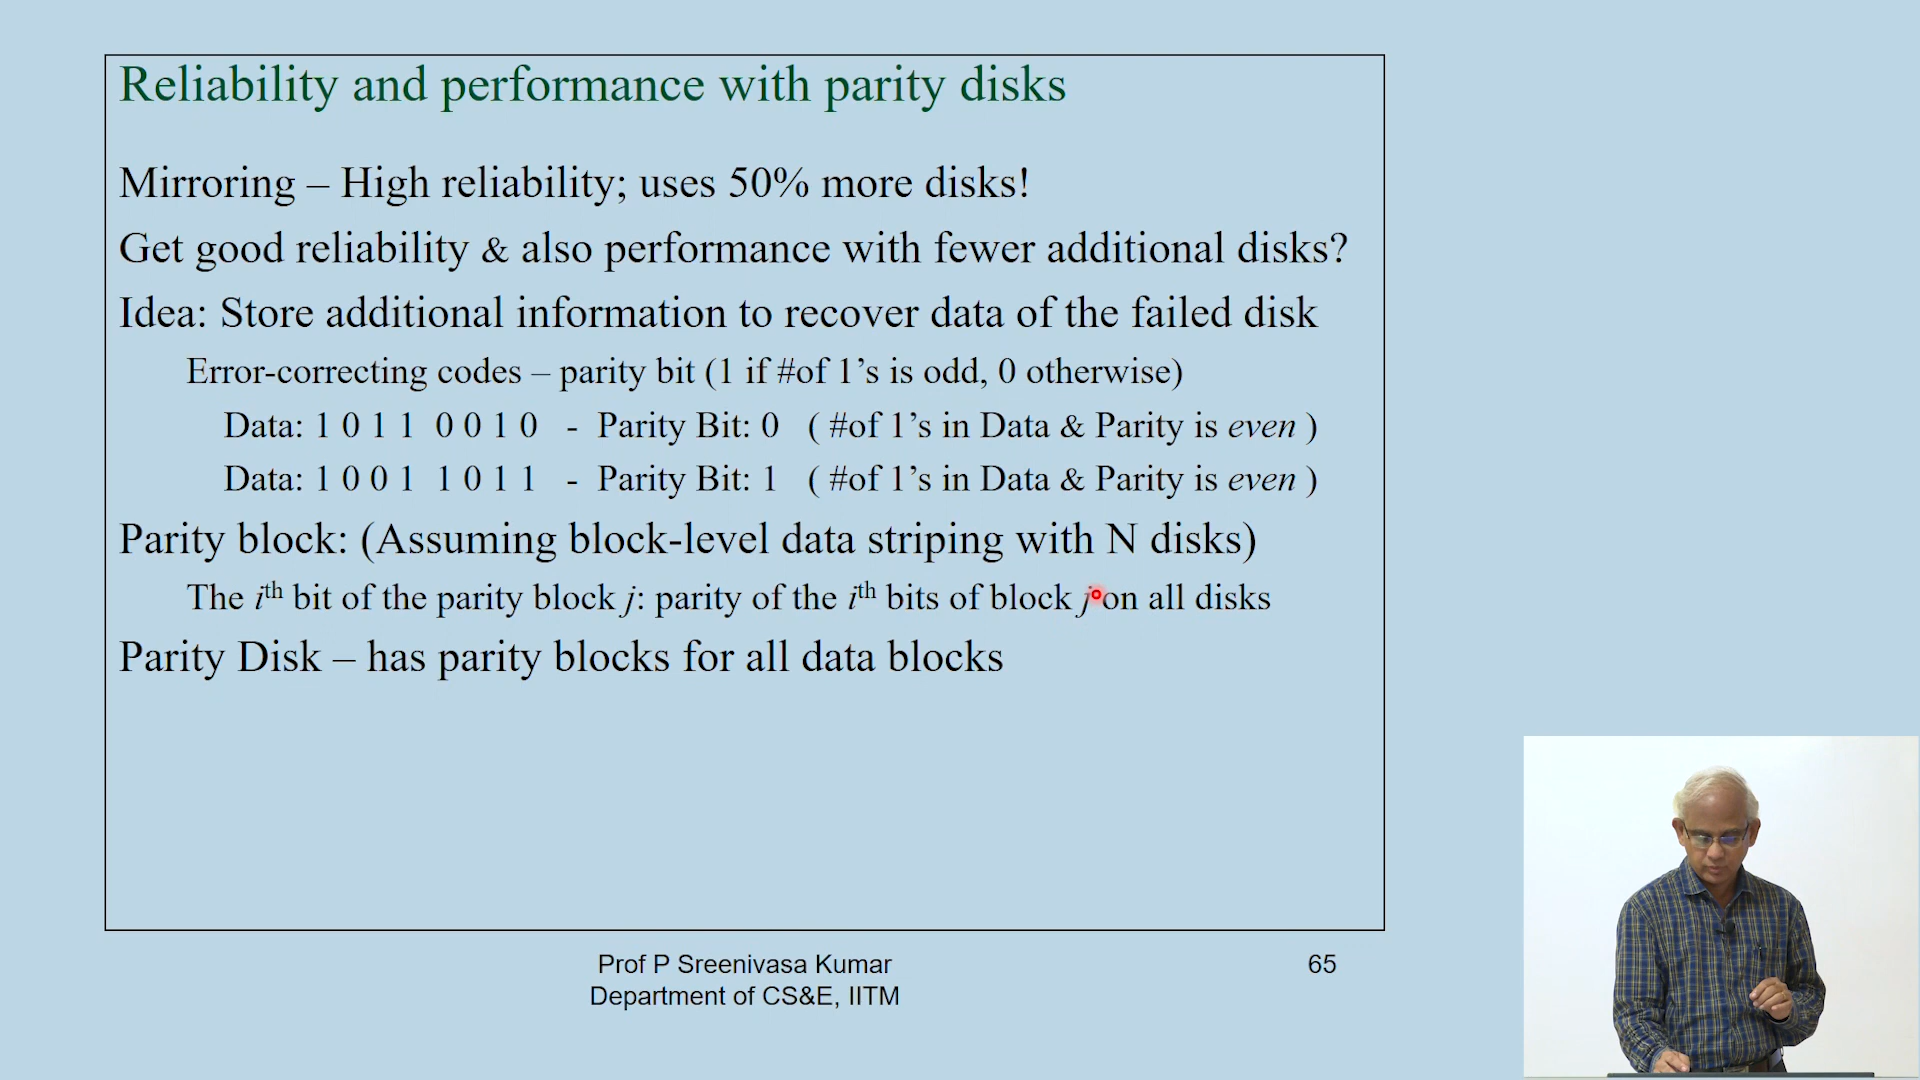 Reliability and performance with parity disks
Mirroring – High reliability; uses 50% more disks!
Get good reliability & also performance with fewer additional disks?
Idea: Store additional information to recover data of the failed disk
Error-correcting codes – parity bit (1 if #of 1’s is odd, 0 otherwise)
Data: 1 0 1 1 0 0 1 0 - Parity Bit: 0 ( #of 1’s in Data & Parity is even )
Data: 1 0 0 1 1 0 1 1 - Parity Bit: 1 ( #of 1’s in Data & Parity is even )
Parity block: (Assuming block-level data striping with N disks)
The ith bit of the parity block j: parity of the ith bits of block j on all disks
Parity Disk – has parity blocks for all data blocks
Prof P Sreenivasa Kumar
Department of CS&E, IITM
65